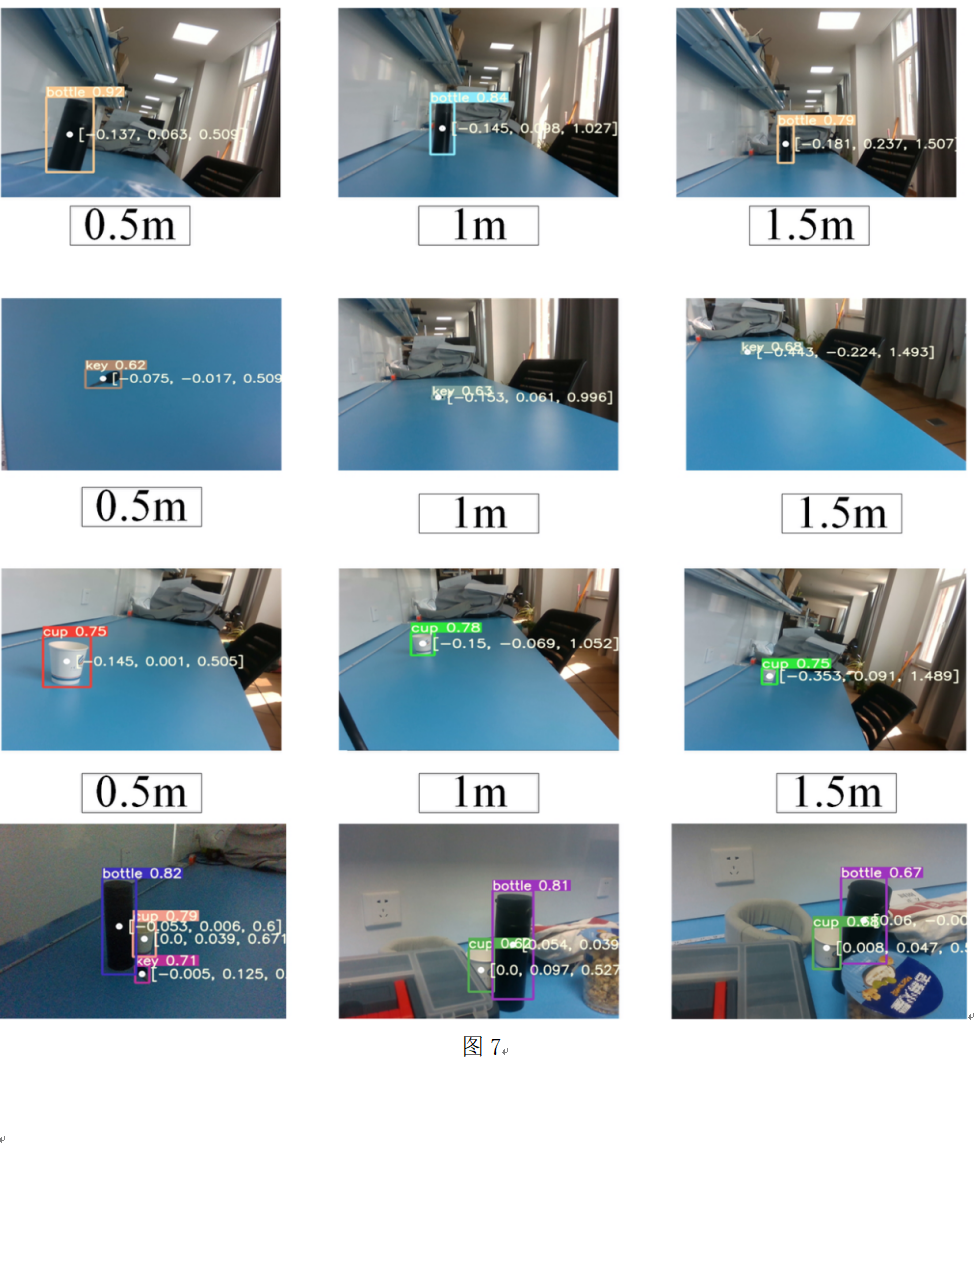 bottle 0.92
[-0.137, 0.063, 0.509]
bottle 0.84
[-0.145, 0.098, 1.027]
bottle 0.79
[-0.181, 0.237, 1.507]
0.5m
1m
1.5m
key 0.62
[-0.075, -0.017, 0.509
key 0.63
[-0.153, 0.061, 0.996]
key 0.68
[-0.443, -0.224, 1.493]
0.5m
1m
1.5m
cup 0.75
[-0.145, 0.001, 0.505]
cup 0.78
[-0.15, -0.069, 1.052]
cup 0.75
[-0.353, 0.091, 1.489]
0.5m
1m
1.5m
bottle 0.82
cup 0.79
[-0.053, 0.006, 0.6]
[0.0, 0.039, 0.671
key 0.71
[-0.005, 0.125, 0.
bottle 0.81
cup 0.62
0.054, 0.039
[0.0, 0.097, 0.527
bottle 0.67
cup 0.68
0.06, -0.00
[0.008, 0.047, 0.5
图 7